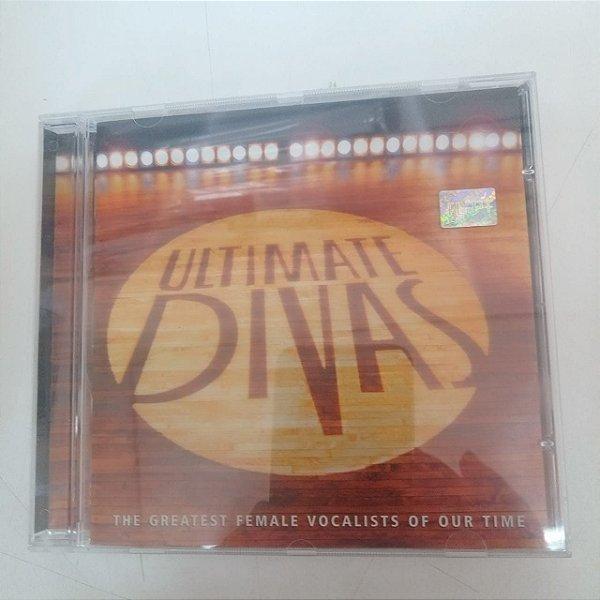 ULTIMATE
DIVAS
THE GREATEST FEMALE VOCALISTS OF OUR TIME